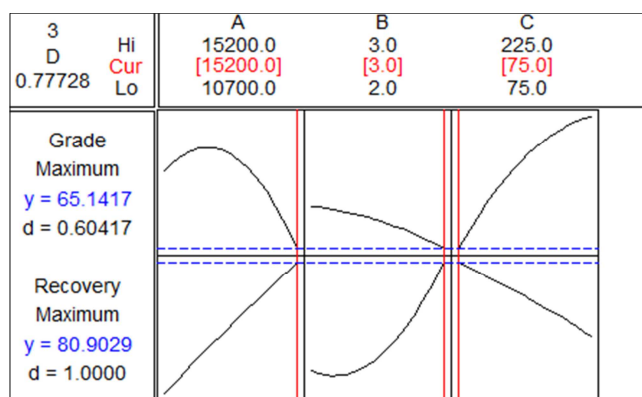 3
D
0.77728
Hi
Cur
Lo
A
15200.0
[15200.0]
10700.0
B
3.0
[3.0]
2.0
C
225.0
[75.0]
75.0
Grade
Maximum
y = 65.1417
d = 0.60417
Recovery
Maximum
y = 80.9029
d = 1.0000